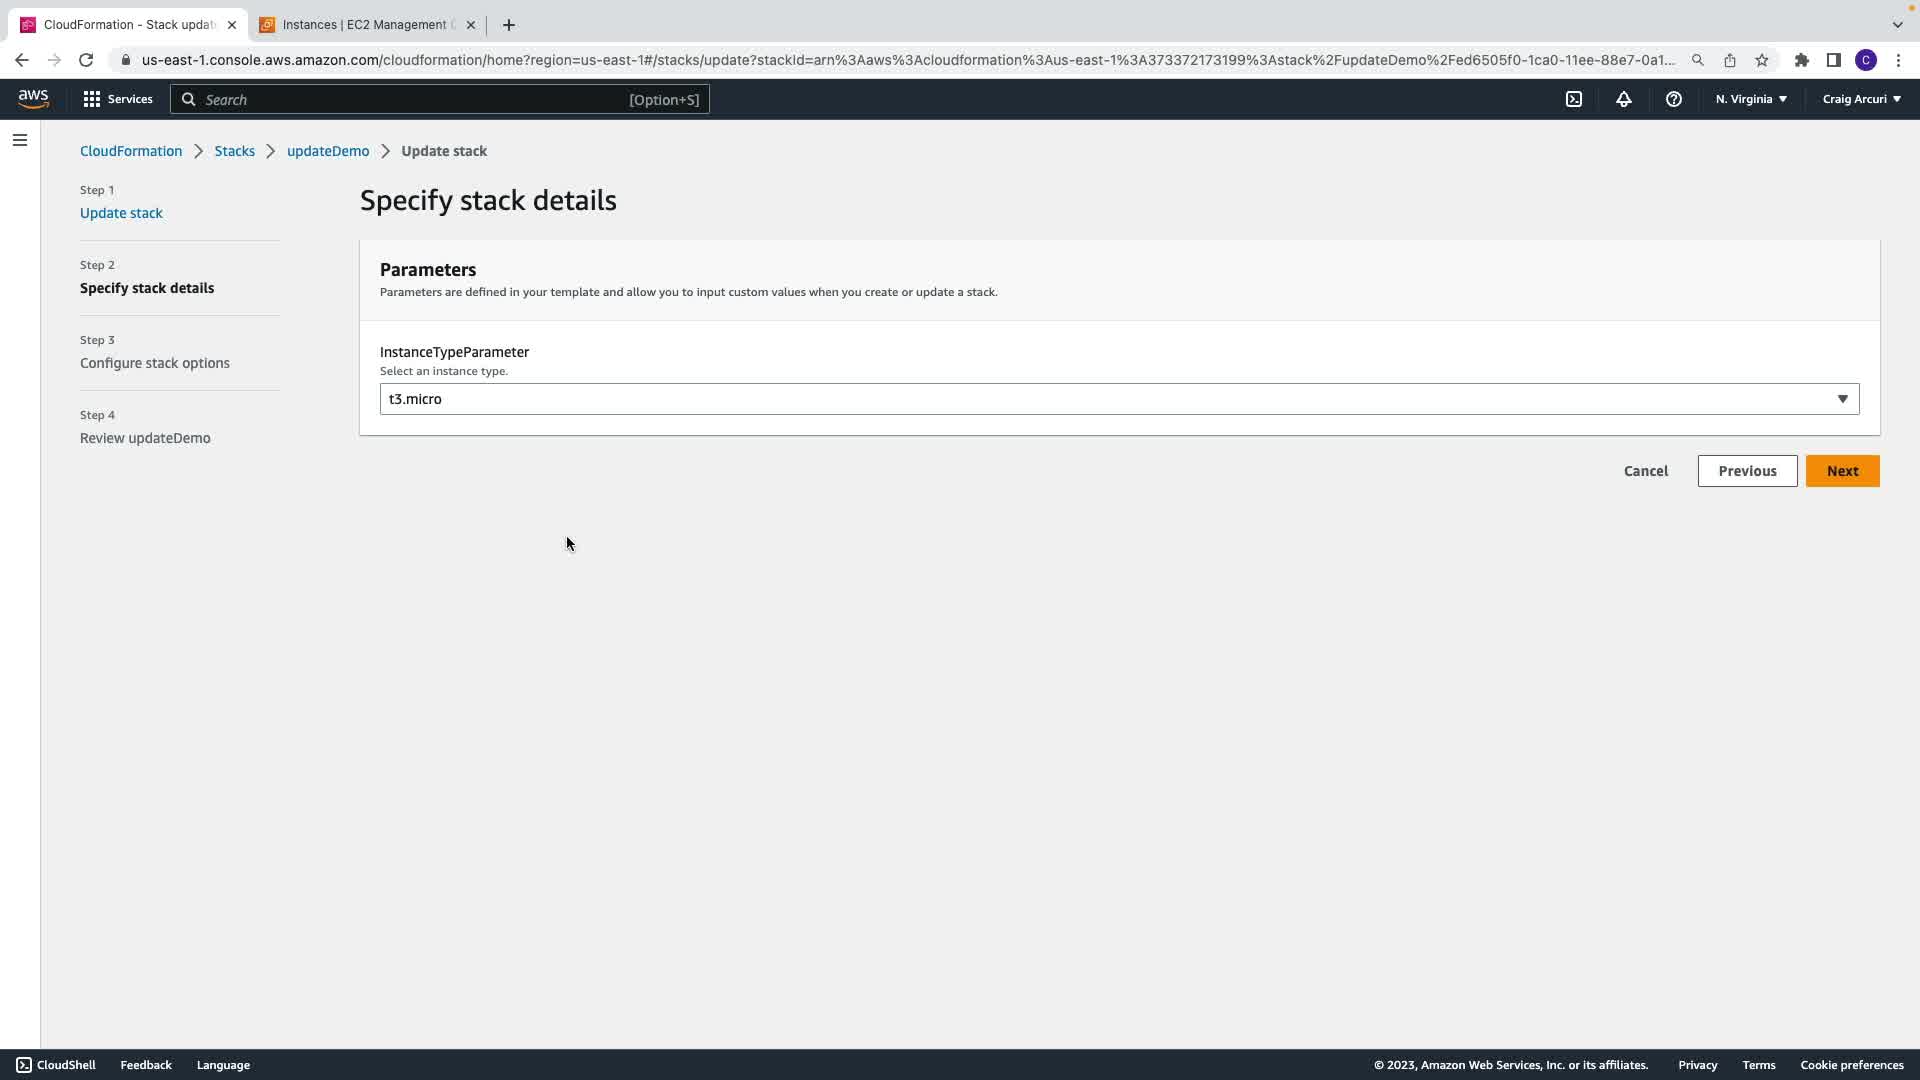 CloudFormation - Stack updat
Instances | EC2 Management C
us-east-1.console.aws.amazon.com/cloudformation/home?region=us-east-1#/stacks/update?stackId=arn%3Aaws%3Acloudformation%3Aus-east-1%3A373372173199%3Astack%2FupdateDemo%2Fed6505f0-1ca0-11ee-88e7-0a1...
C
aws
Services
Search
[Option+S]
N. Virginia
Craig Arcuri
CloudFormation
Stacks
updateDemo
Update stack
Step 1
Update stack
Step 2
Specify stack details
Step 3
Configure stack options
Step 4
Review updateDemo
Specify stack details
Parameters
Parameters are defined in your template and allow you to input custom values when you create or update a stack.
InstanceTypeParameter
Select an instance type.
t3.micro
Cancel
Previous
Next
CloudShell
Feedback
Language
© 2023, Amazon Web Services, Inc. or its affiliates.
Privacy
Terms
Cookie preferences